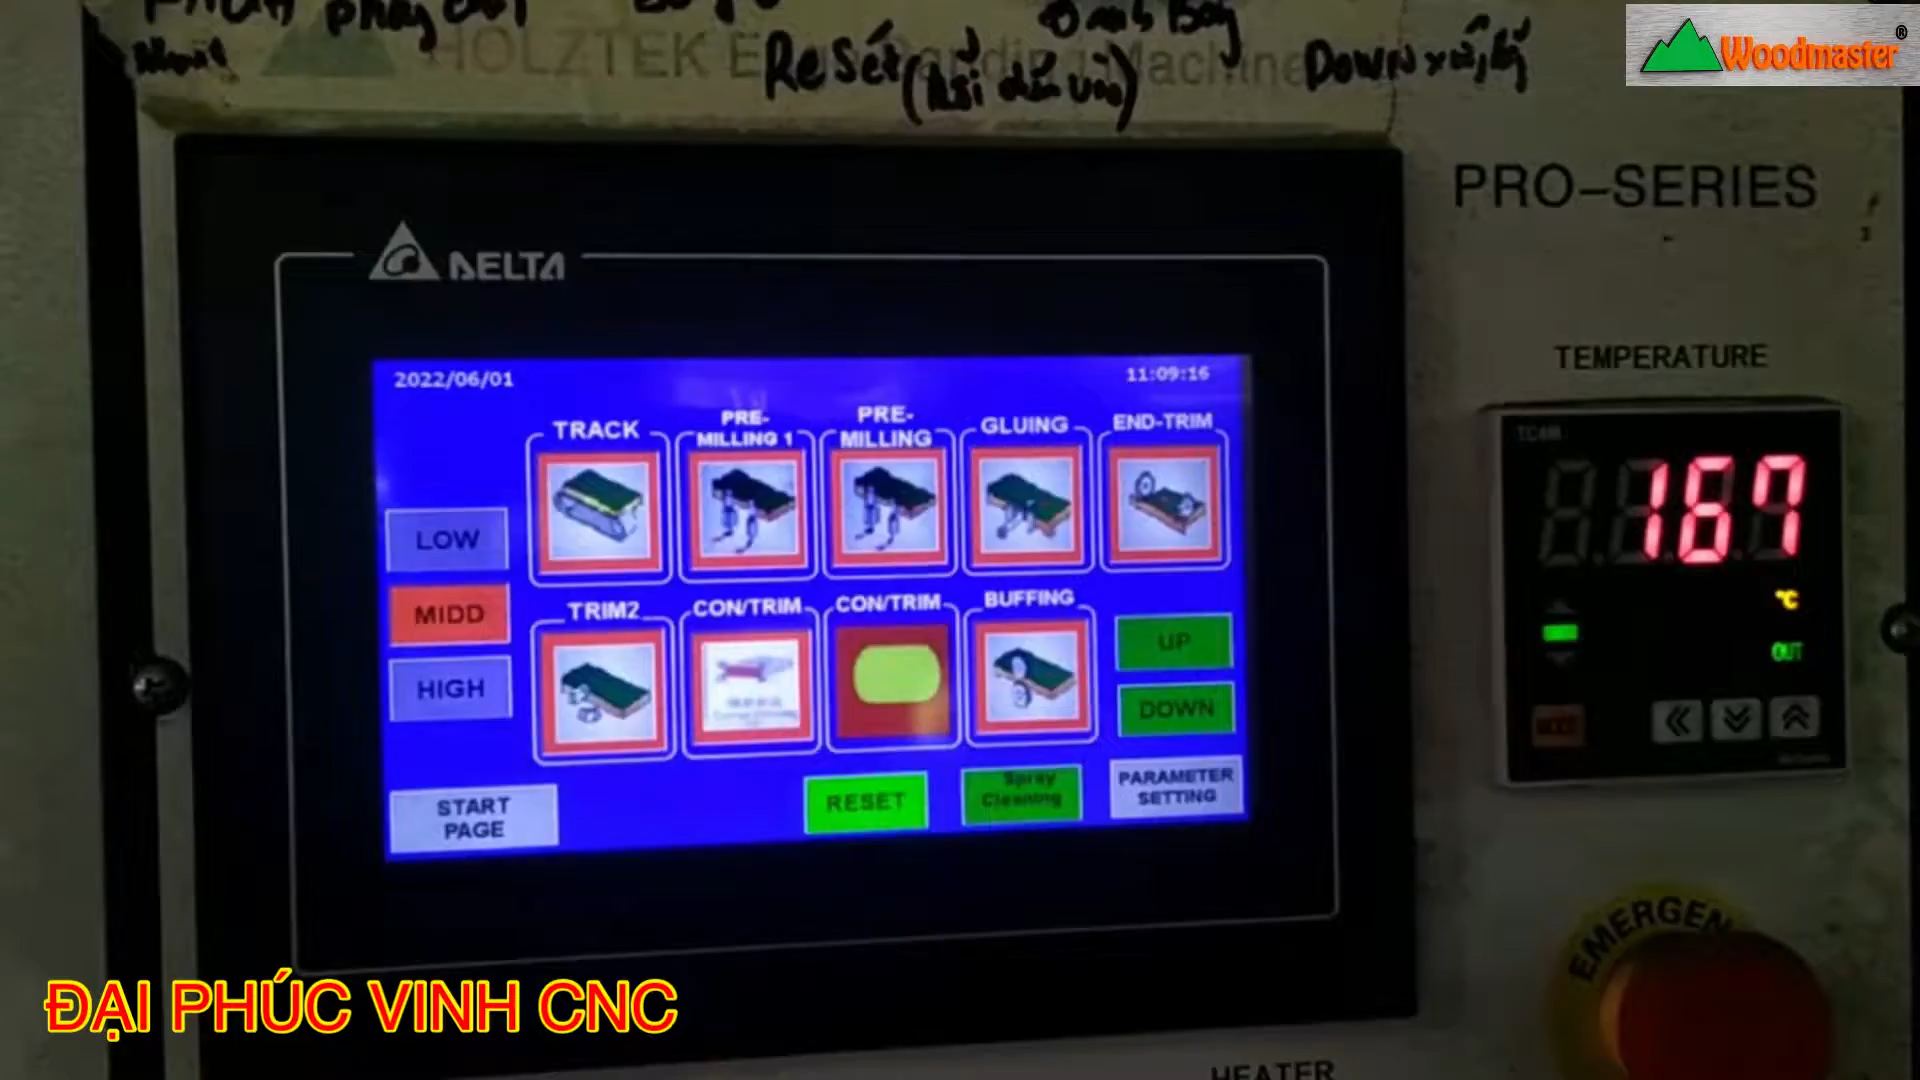 Reset
DOWN
HOLZTEK
Machine
Woodmaster®
PRO-SERIES
DELTA
2022/06/01
11:09:16
TRACK
PRE-
MILLING 1
PRE-
MILLING
GLUING
END-TRIM
LOW
MIDD
HIGH
TRIM2
CON/TRIM
CON/TRIM
BUFFING
UP
DOWN
START
PAGE
RESET
Spray
Cleaning
PARAMETER
SETTING
TEMPERATURE
167
°C
OUT
EMERGEN
HEATER
ĐẠI PHÚC VINH CNC